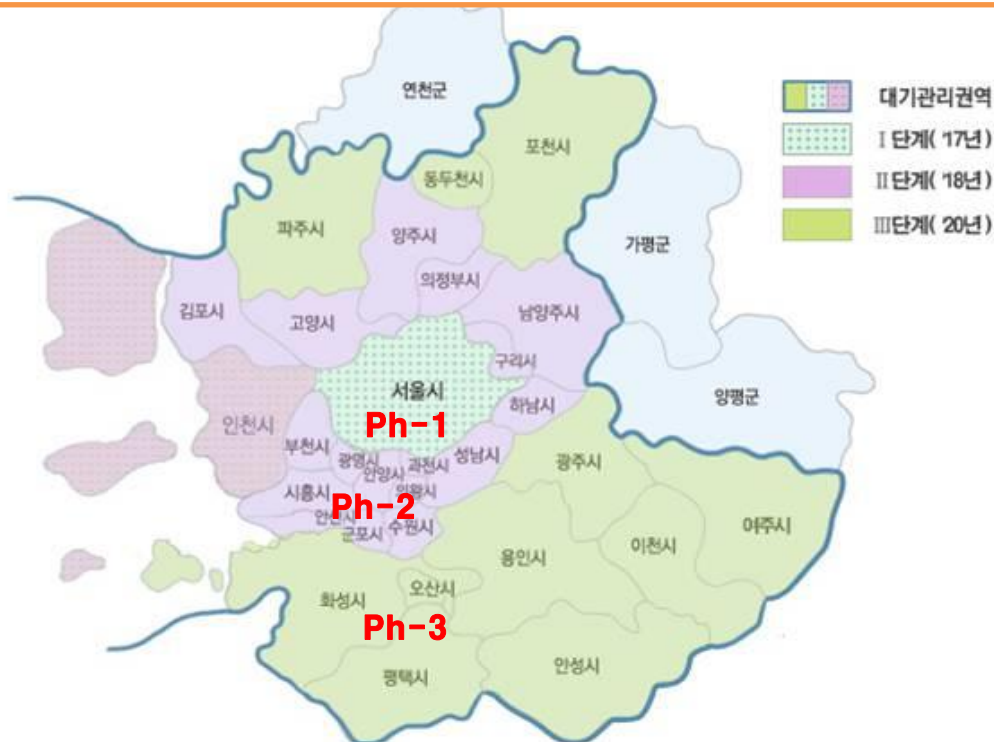 연천군
대기관리권역
Ⅰ단계( '17년)
포천시
동두천시
Ⅱ단계( '18년)
Ⅲ단계( '20년)
파주시
양주시
가평군
의정부시
김포시
고양시
남양주시
구리시
서울시
양평군
하남시
인천시
Ph-1
부천시
광명시
과천시
성남시
광주시
안양시
시흥시
의왕시
Ph-2
안산시
군포시
수원시
여주시
용인시
이천시
오산시
화성시
Ph-3
평택시
안성시